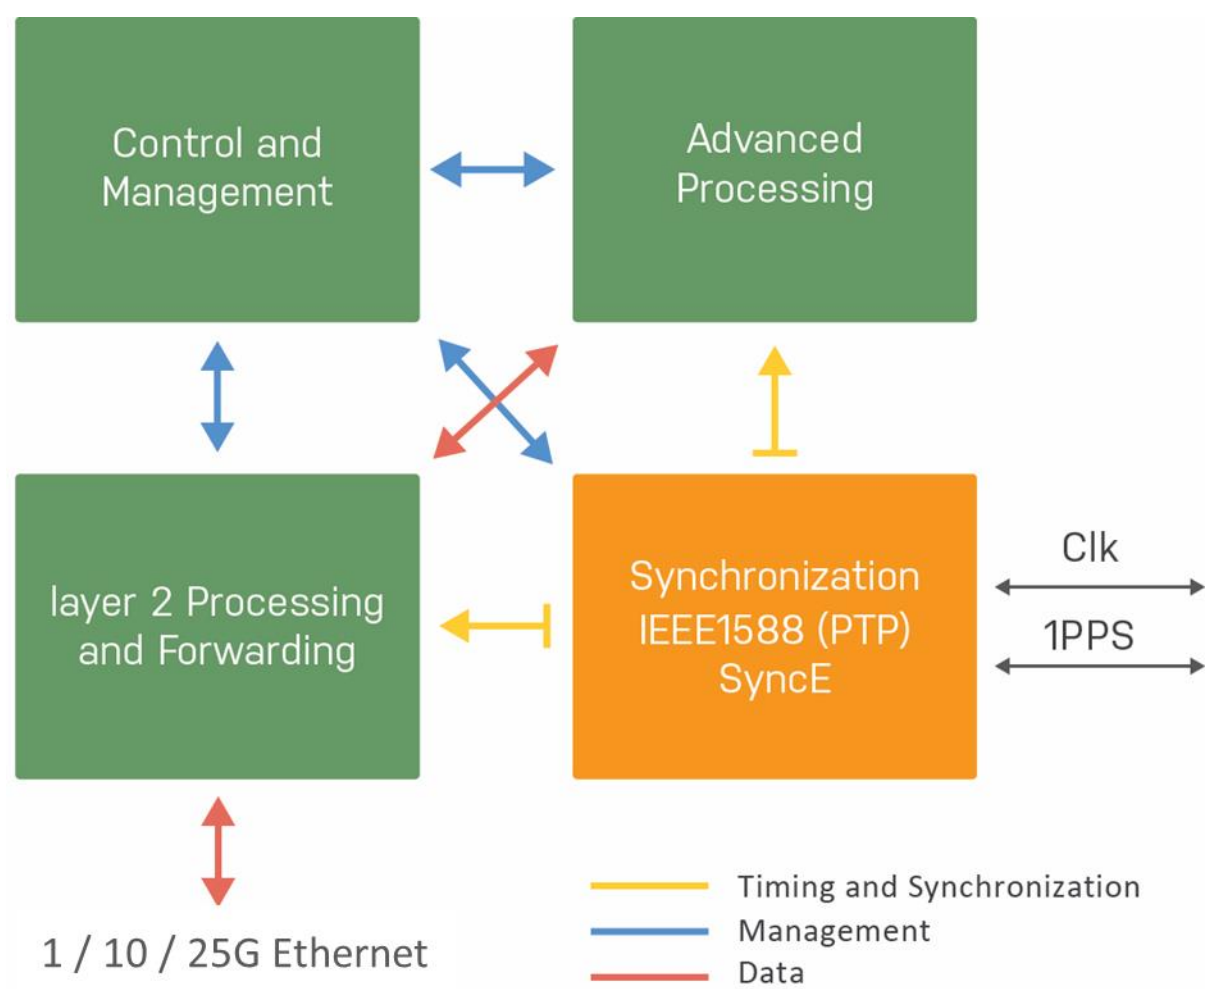 Control and
Management
Advanced
Processing
layer 2 Processing
and Forwarding
Synchronization
IEEE1588 (PTP)
SyncE
Clk
1PPS
1 / 10 / 25G Ethernet
Timing and Synchronization
Management
Data